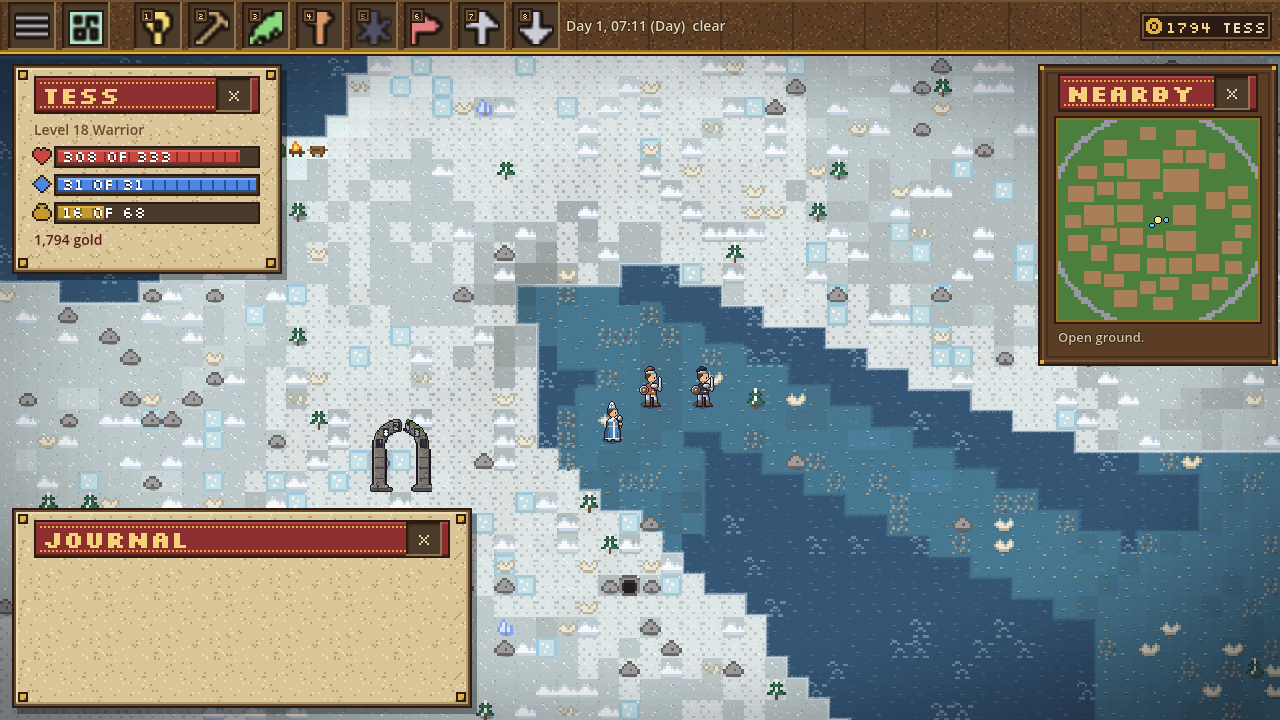 1 2 3 4 5 6 7 8
Day 1, 07:11 (Day) clear
1794 TESS
TESS
Level 18 Warrior
308 OF 333
31 OF 31
18 OF 68
1,794 gold
NEARBY
Open ground.
JOURNAL